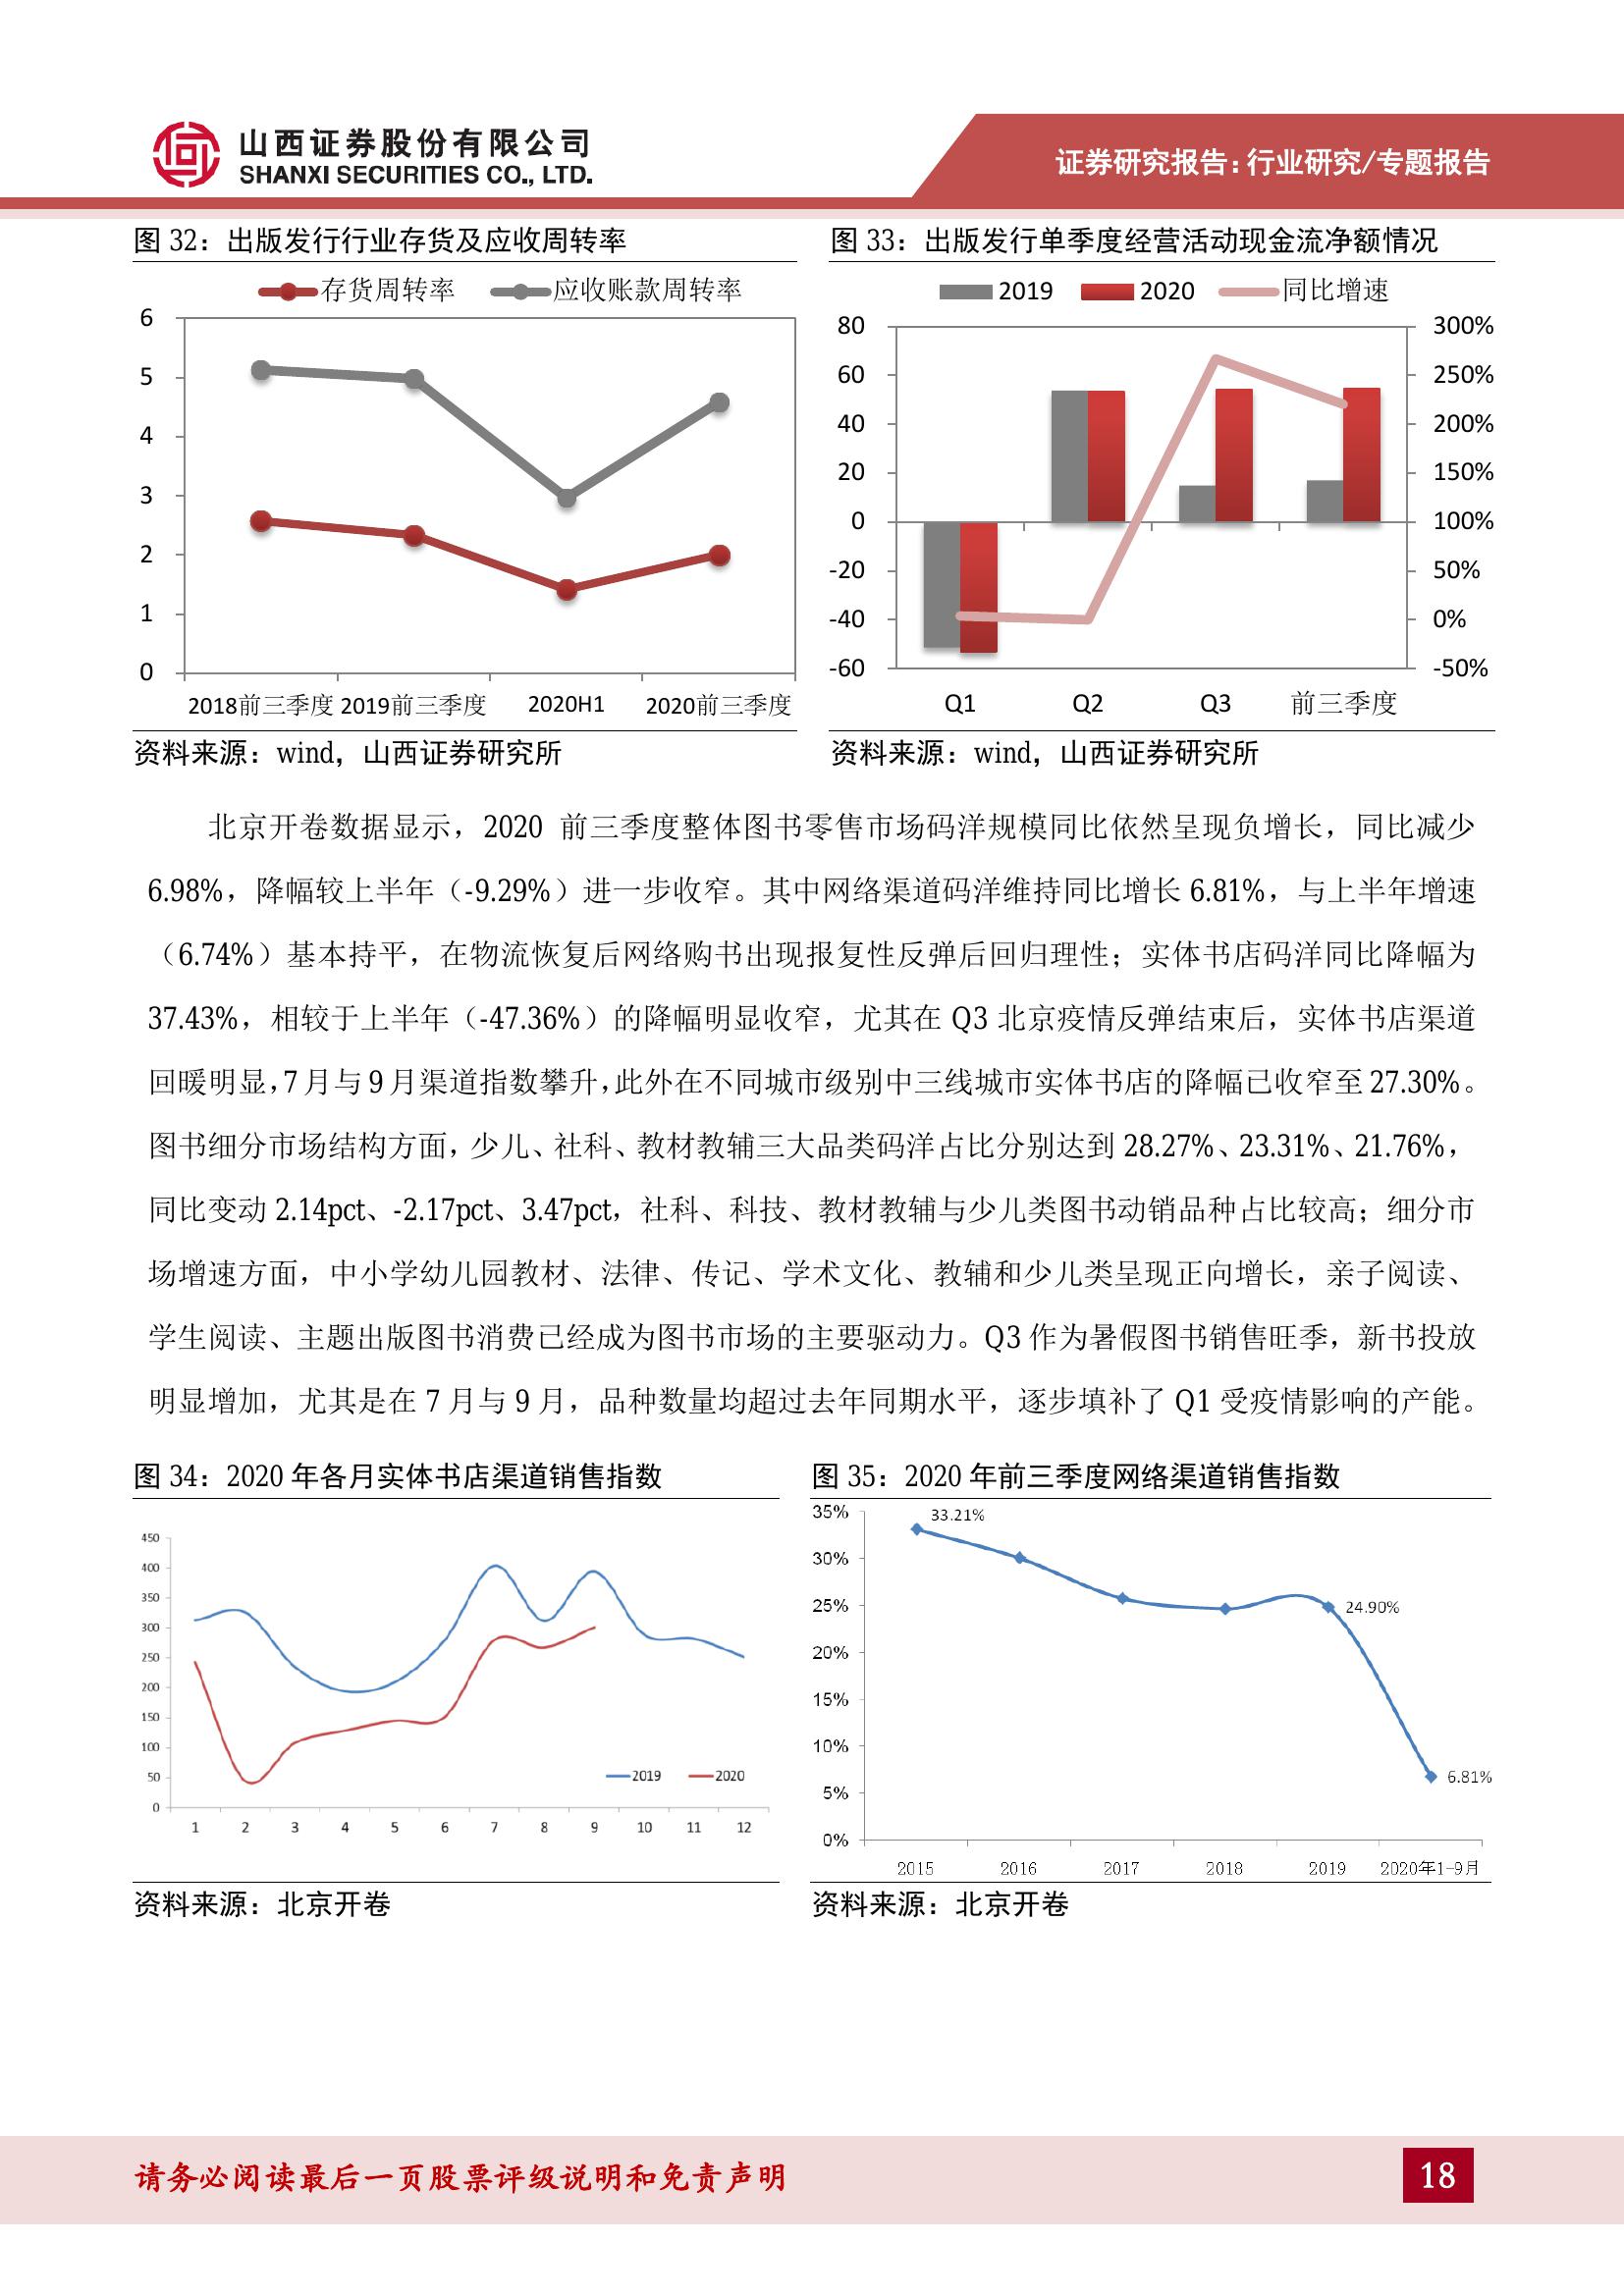 山西证券股份有限公司
SHANXI SECURITIES CO., LTD.
证券研究报告：行业研究/专题报告
图 32：出版发行行业存货及应收周转率
存货周转率 应收账款周转率
6
5
4
3
2
1
0
2018前三季度 2019前三季度 2020H1 2020前三季度
资料来源：wind，山西证券研究所
图 33：出版发行单季度经营活动现金流净额情况
2019 2020 同比增速
80 300%
60 250%
40 200%
20 150%
0 100%
-20 50%
-40 0%
-60 -50%
Q1 Q2 Q3 前三季度
资料来源：wind，山西证券研究所
北京开卷数据显示，2020 前三季度整体图书零售市场码洋规模同比依然呈现负增长，同比减少
6.98%，降幅较上半年（-9.29%）进一步收窄。其中网络渠道码洋维持同比增长 6.81%，与上半年增速
（6.74%）基本持平，在物流恢复后网络购书出现报复性反弹后回归理性；实体书店码洋同比降幅为
37.43%，相较于上半年（-47.36%）的降幅明显收窄，尤其在 Q3 北京疫情反弹结束后，实体书店渠道
回暖明显，7 月与 9 月渠道指数攀升，此外在不同城市级别中三线城市实体书店的降幅已收窄至 27.30%。
图书细分市场结构方面，少儿、社科、教材教辅三大品类码洋占比分别达到 28.27%、23.31%、21.76%，
同比变动 2.14pct、-2.17pct、3.47pct，社科、科技、教材教辅与少儿类图书动销品种占比较高；细分市
场增速方面，中小学幼儿园教材、法律、传记、学术文化、教辅和少儿类呈现正向增长，亲子阅读、
学生阅读、主题出版图书消费已经成为图书市场的主要驱动力。Q3 作为暑假图书销售旺季，新书投放
明显增加，尤其是在 7 月与 9 月，品种数量均超过去年同期水平，逐步填补了 Q1 受疫情影响的产能。
图 34：2020 年各月实体书店渠道销售指数
450
400
350
300
250
200
150
100
50
0
2019 2020
1 2 3 4 5 6 7 8 9 10 11 12
资料来源：北京开卷
图 35：2020 年前三季度网络渠道销售指数
35%
30%
25%
20%
15%
10%
5%
0%
33.21%
24.90%
6.81%
2015 2016 2017 2018 2019 2020年1-9月
资料来源：北京开卷
请务必阅读最后一页股票评级说明和免责声明
18